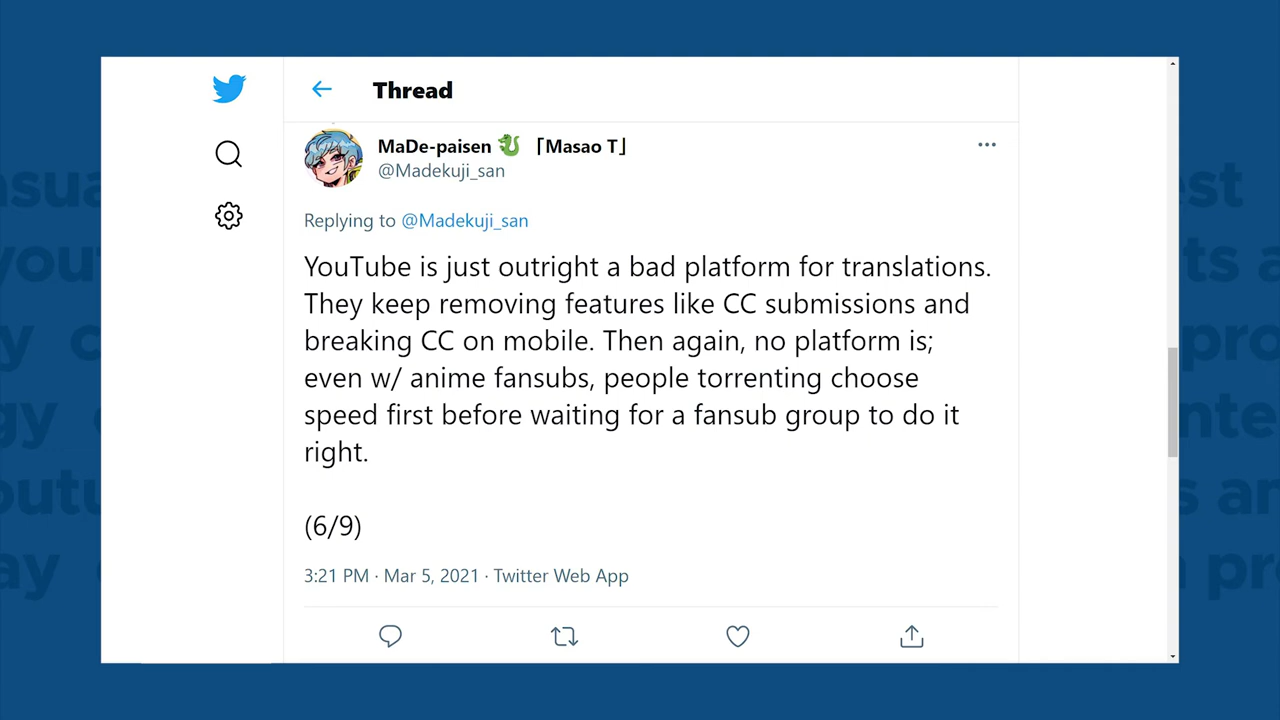 Thread
MaDe-paisen 🐉 「Masao T」
@Madekuji_san
Replying to @Madekuji_san
YouTube is just outright a bad platform for translations.
They keep removing features like CC submissions and
breaking CC on mobile. Then again, no platform is;
even w/ anime fansubs, people torrenting choose
speed first before waiting for a fansub group to do it
right.
(6/9)
3:21 PM · Mar 5, 2021 · Twitter Web App